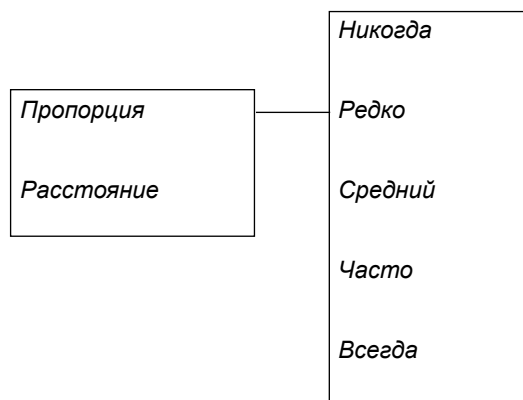 Пропорция
Расстояние
Никогда
Редко
Средний
Часто
Всегда